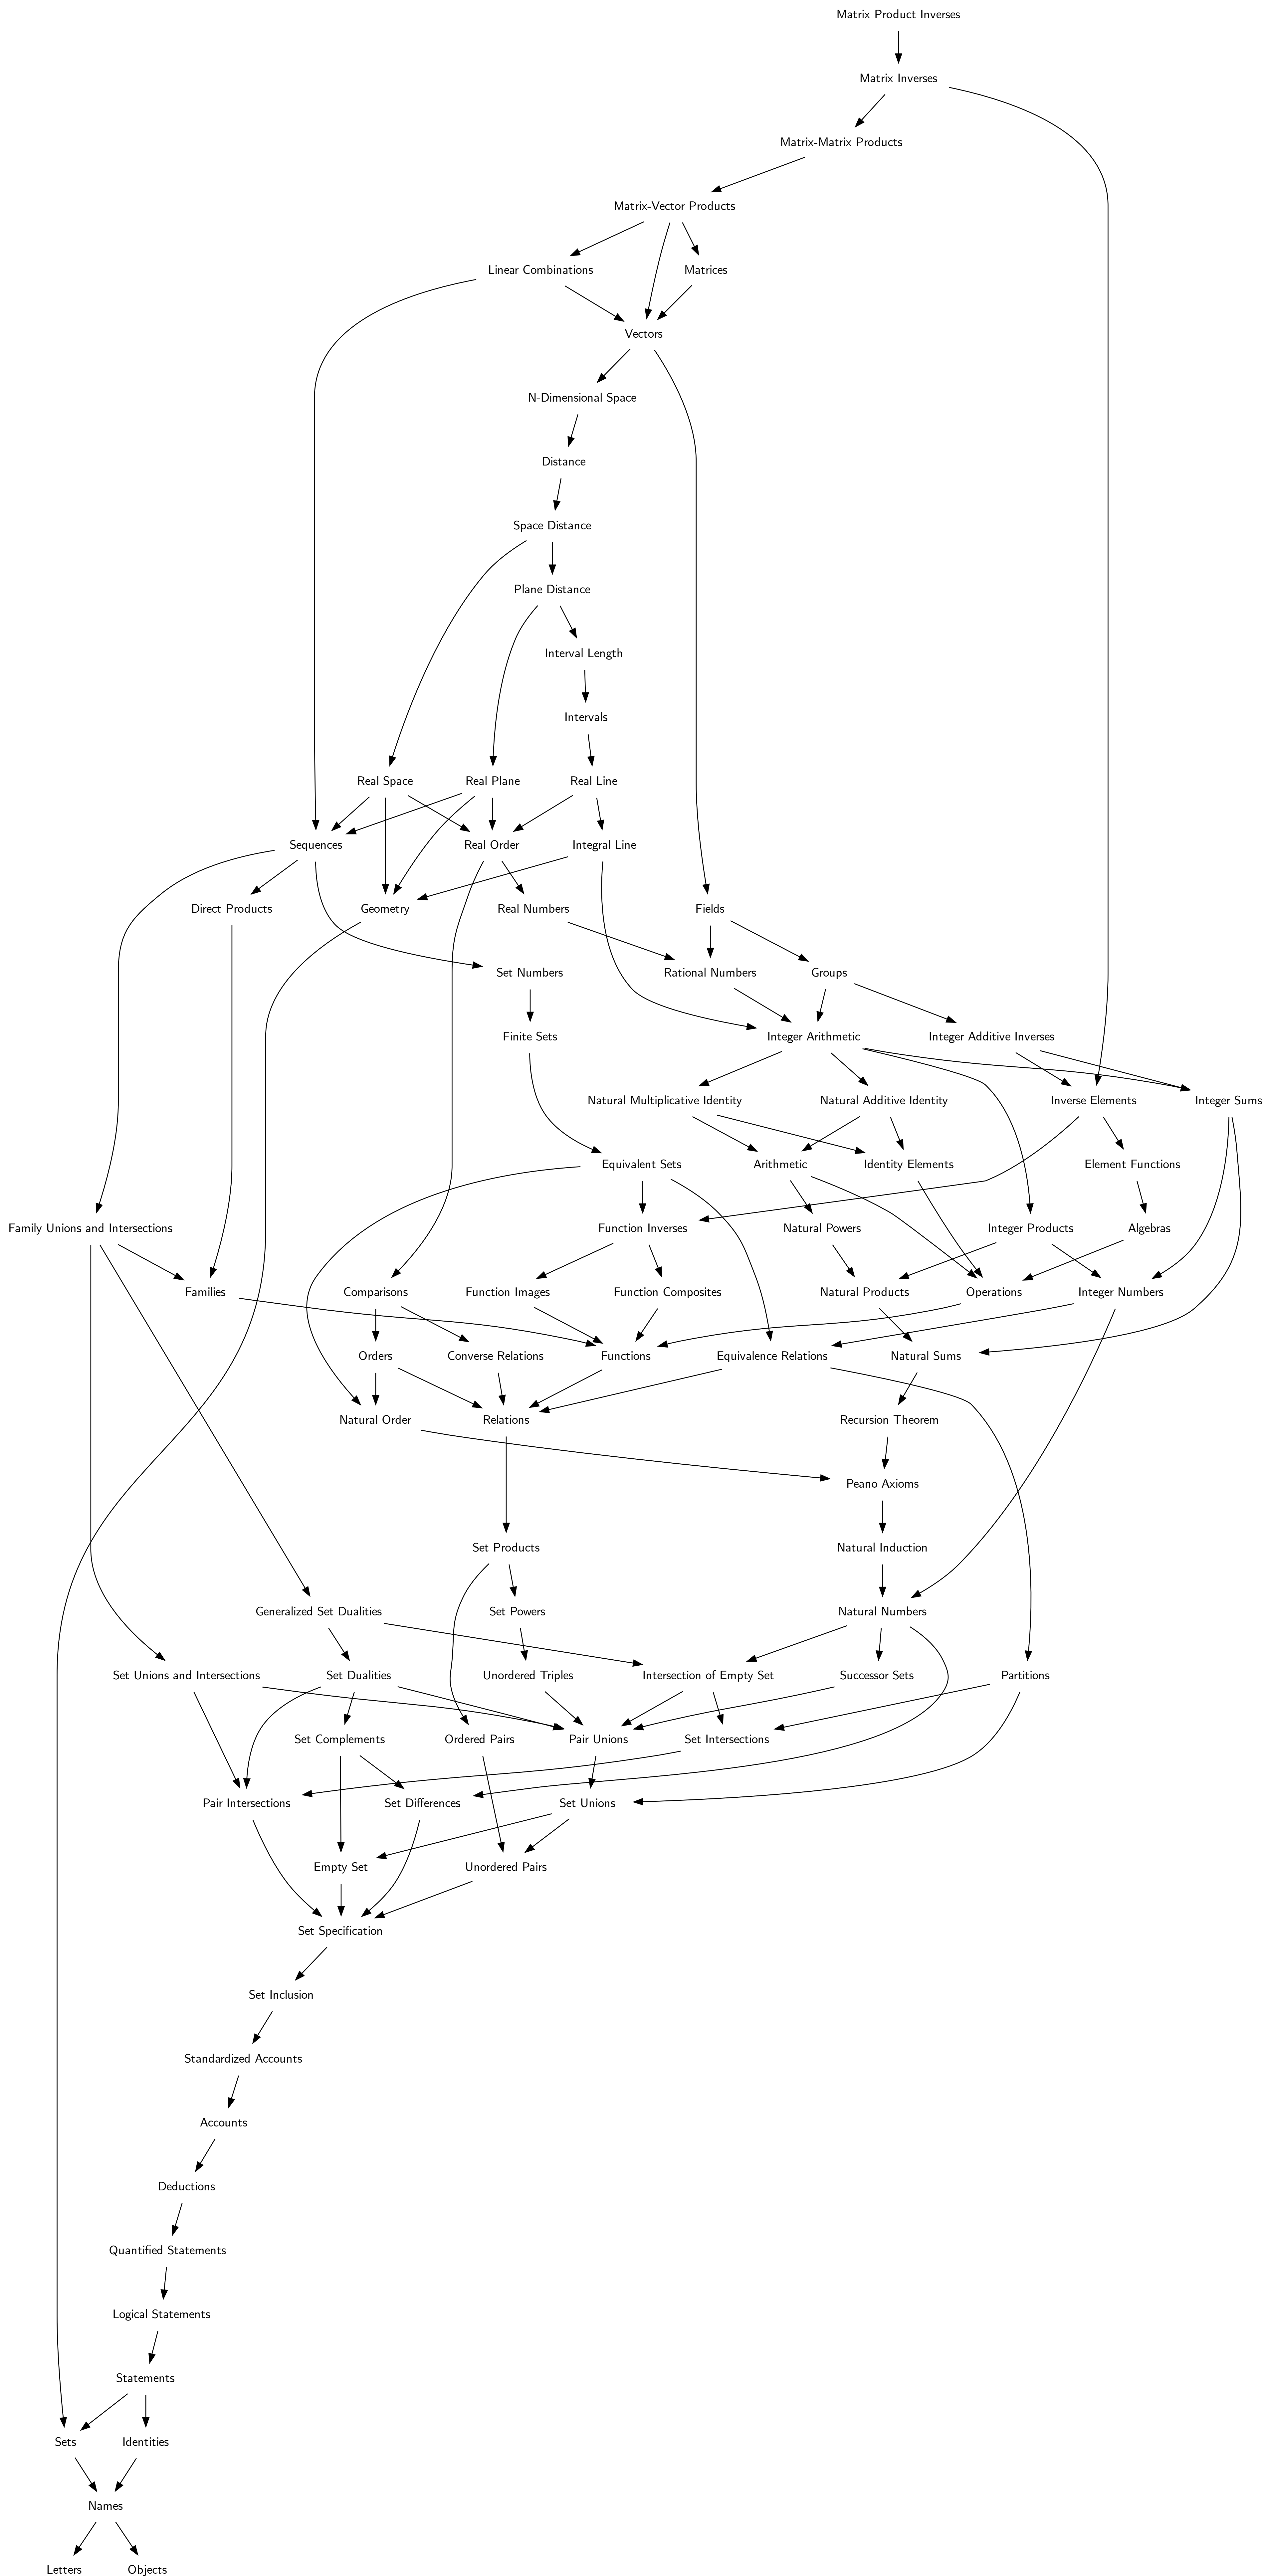 Matrix Product Inverses
Matrix Inverses
Matrix-Matrix Products
Matrix-Vector Products
Linear Combinations
Matrices
Vectors
N-Dimensional Space
Distance
Space Distance
Plane Distance
Interval Length
Intervals
Real Space
Real Plane
Real Line
Sequences
Real Order
Integral Line
Direct Products
Geometry
Real Numbers
Fields
Set Numbers
Rational Numbers
Groups
Finite Sets
Integer Arithmetic
Integer Additive Inverses
Natural Multiplicative Identity
Natural Additive Identity
Inverse Elements
Integer Sums
Equivalent Sets
Arithmetic
Identity Elements
Element Functions
Family Unions and Intersections
Function Inverses
Natural Powers
Integer Products
Algebras
Families
Comparisons
Function Images
Function Composites
Natural Products
Operations
Integer Numbers
Orders
Converse Relations
Functions
Equivalence Relations
Natural Sums
Natural Order
Relations
Recursion Theorem
Peano Axioms
Set Products
Natural Induction
Generalized Set Dualities
Set Powers
Natural Numbers
Set Unions and Intersections
Set Dualities
Unordered Triples
Intersection of Empty Set
Successor Sets
Partitions
Set Complements
Ordered Pairs
Pair Unions
Set Intersections
Pair Intersections
Set Differences
Set Unions
Empty Set
Unordered Pairs
Set Specification
Set Inclusion
Standardized Accounts
Accounts
Deductions
Quantified Statements
Logical Statements
Statements
Sets
Identities
Names
Letters
Objects